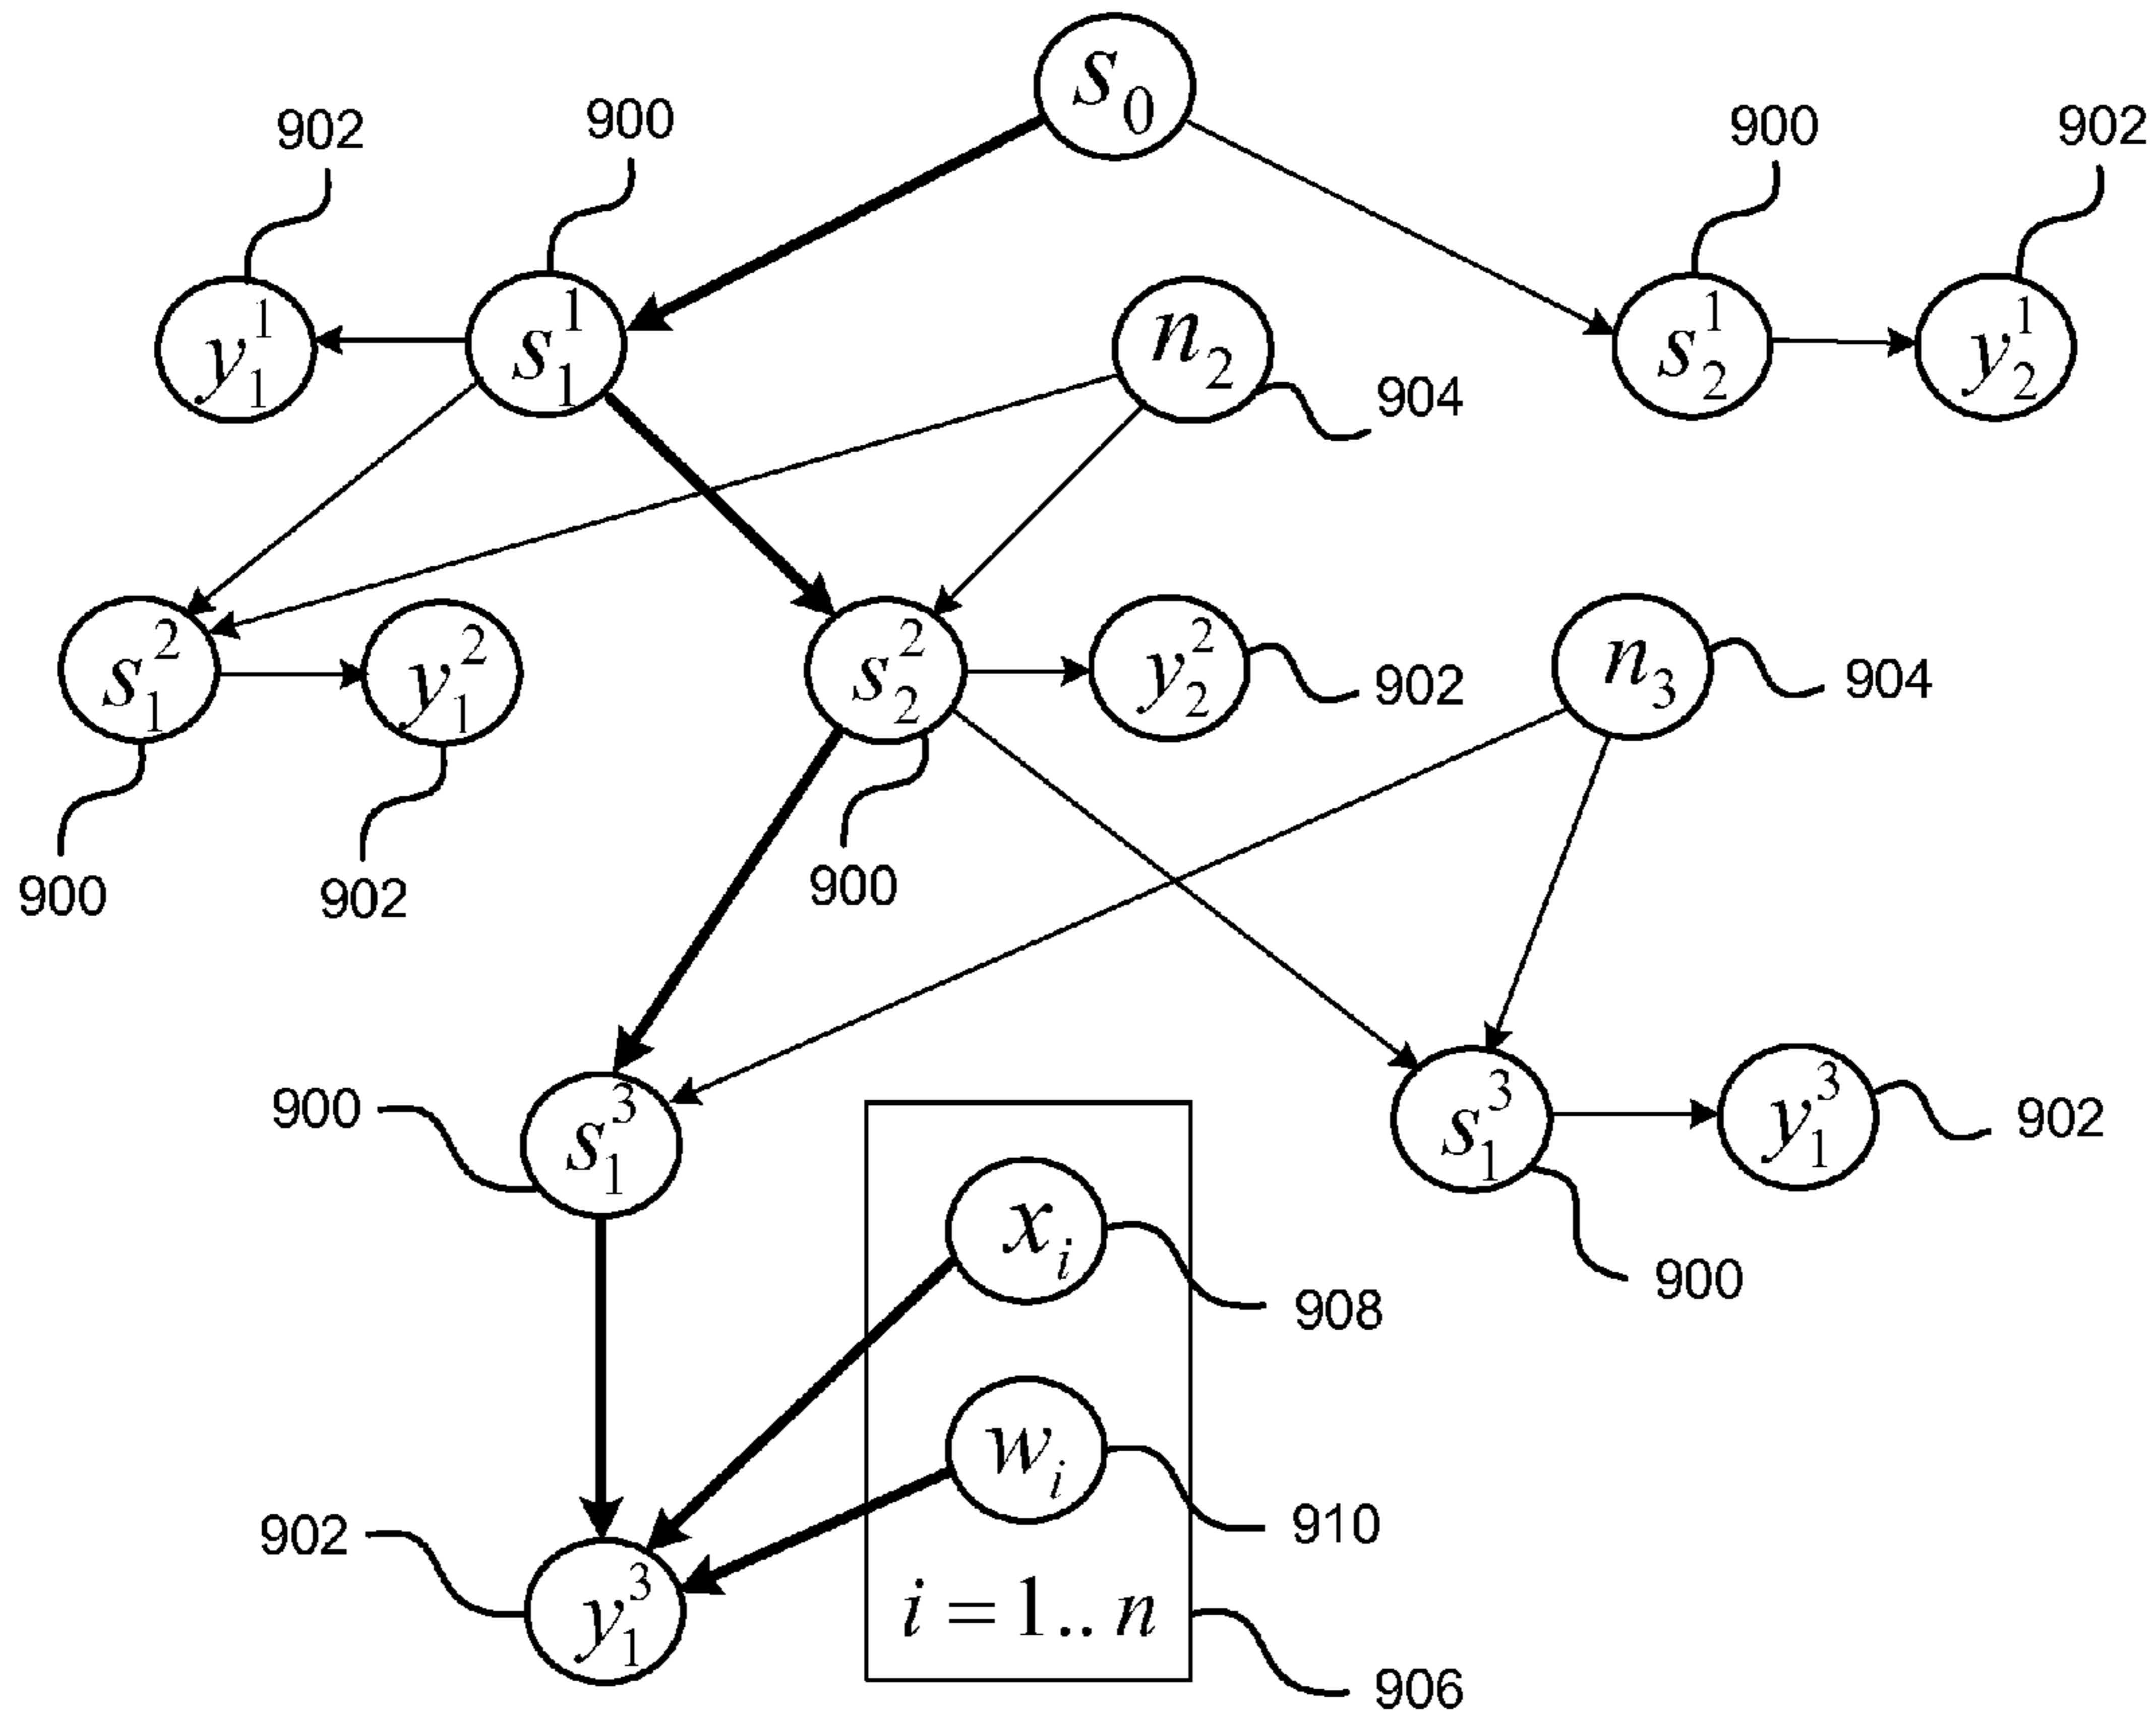 s₀
902
900
900
902
y₁¹
s₁¹
n₂
s₂¹
y₂¹
904
s₁²
y₁²
s₂²
y₂²
n₃
902
904
900
902
900
900
s₁³
s₁³
y₁³
902
xᵢ
908
900
wᵢ
910
902
y₁³
i = 1.. n
906